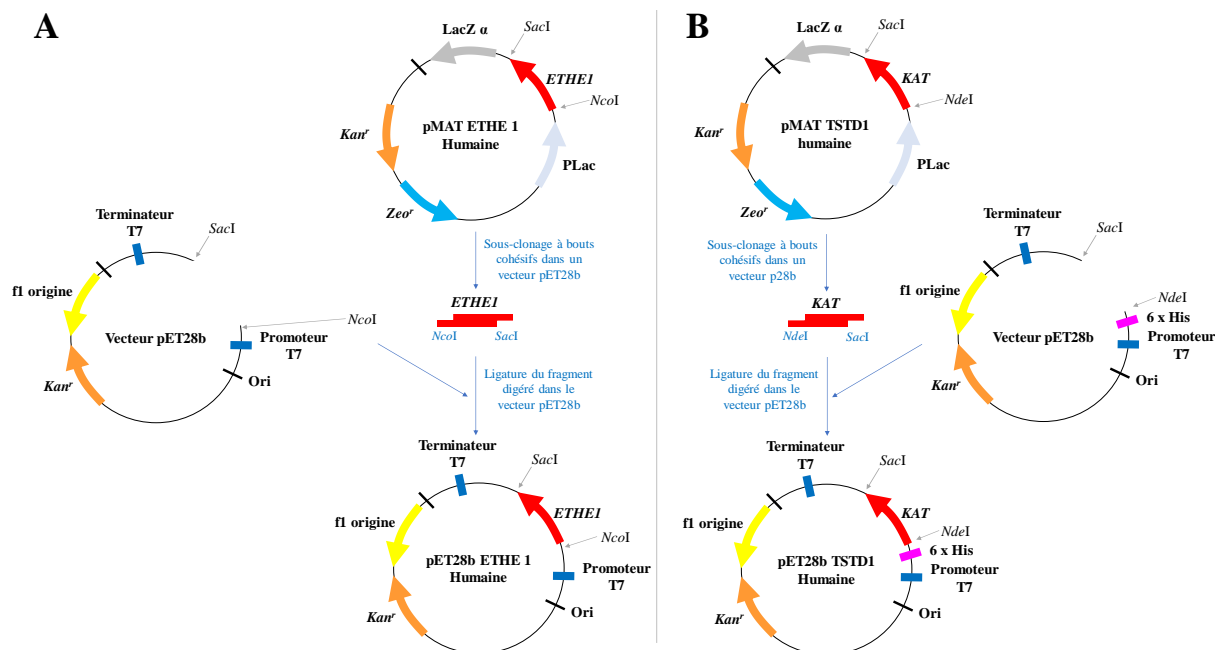 A
LacZ α
SacI
ETHE1
NcoI
pMAT ETHE 1
Humaine
Kanʳ
PLac
Zeoʳ
Sous-clonage à bouts
cohésifs dans un
vecteur pET28b
ETHE1
NcoI
SacI
Terminateur
T7
SacI
f1 origine
NcoI
Vecteur pET28b
Promoteur
T7
Kanʳ
Ori
Ligature du fragment
digéré dans le
vecteur pET28b
Terminateur
T7
SacI
f1 origine
ETHE1
NcoI
pET28b ETHE 1
Humaine
Promoteur
T7
Kanʳ
Ori
B
LacZ α
SacI
KAT
NdeI
pMAT TSTD1
humaine
Kanʳ
PLac
Zeoʳ
Sous-clonage à bouts
cohésifs dans un
vecteur p28b
KAT
NdeI
SacI
Terminateur
T7
SacI
f1 origine
NdeI
6 x His
Vecteur pET28b
Promoteur
T7
Kanʳ
Ori
Ligature du fragment
digéré dans le
vecteur pET28b
Terminateur
T7
SacI
f1 origine
KAT
NdeI
6 x His
pET28b TSTD1
Humaine
Promoteur
T7
Kanʳ
Ori